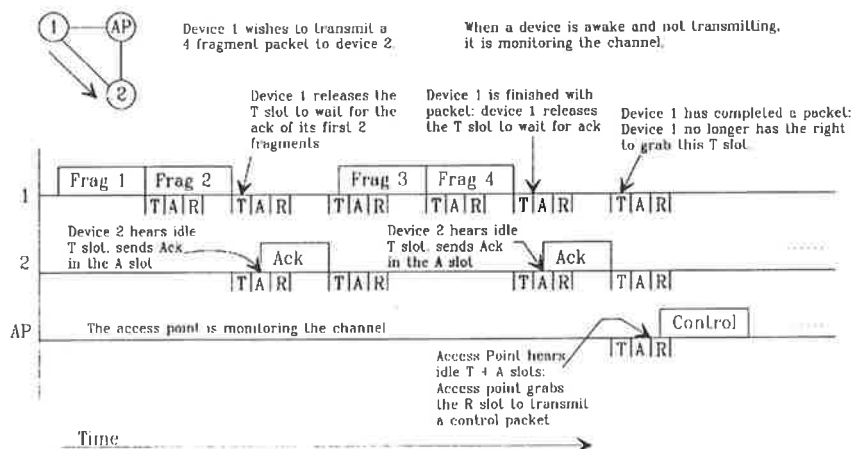 1
AP
2
Device 1 wishes to transmit a
4 fragment packet to device 2.
When a device is awake and not transmitting,
it is monitoring the channel.
Device 1 releases the
T slot to wait for the
ack of its first 2
fragments
Device 1 is finished with
packet: device 1 releases
the T slot to wait for ack
Device 1 has completed a packet:
Device 1 no longer has the right
to grab this T slot.
1
Frag 1
Frag 2
Frag 3
Frag 4
T A R
T A R
T A R
T A R
T A R
T A R
Device 2 hears idle
T slot. sends Ack
in the A slot
Device 2 hears idle
T slot. sends Ack
in the A slot
2
Ack
Ack
T A R
T A R
T A R
T A R
AP
The access point is monitoring the channel
Control
T A R
Access Point hears
idle T + A slots:
Access point grabs
the R slot to transmit
a control packet
Time